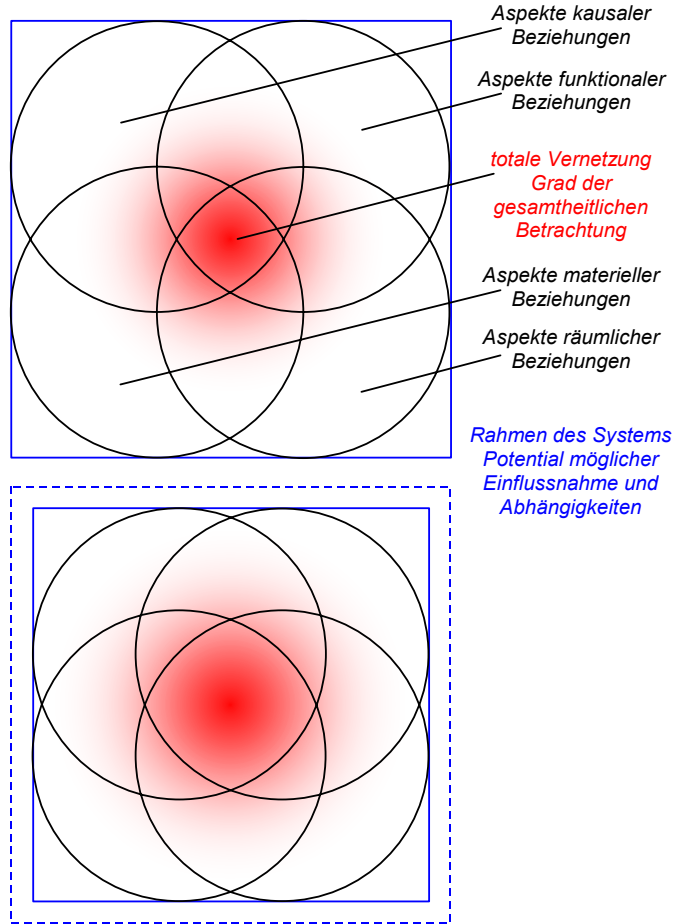 Aspekte kausaler
Beziehungen
Aspekte funktionaler
Beziehungen
totale Vernetzung
Grad der
gesamtheitlichen
Betrachtung
Aspekte materieller
Beziehungen
Aspekte räumlicher
Beziehungen
Rahmen des Systems
Potential möglicher
Einflussnahme und
Abhängigkeiten